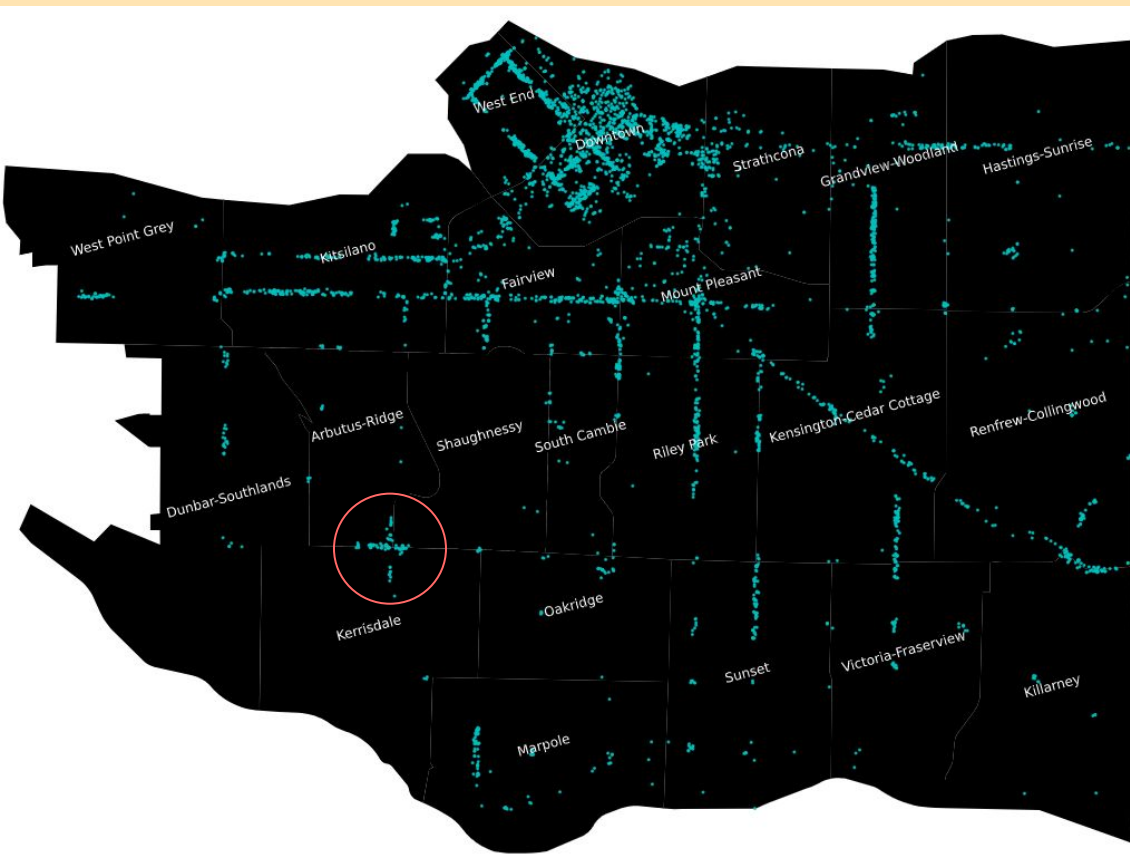 West End
Downtown
Strathcona
Grandview-Woodland
Hastings-Sunrise
West Point Grey
Kitsilano
Fairview
Mount Pleasant
Arbutus-Ridge
Shaughnessy
South Cambie
Riley Park
Kensington-Cedar Cottage
Renfrew-Collingwood
Dunbar-Southlands
Kerrisdale
Oakridge
Sunset
Victoria-Fraserview
Killarney
Marpole